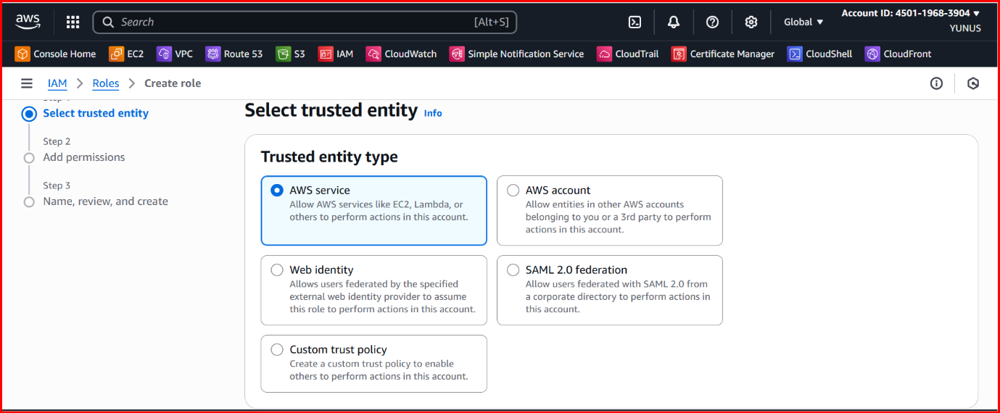 aws
Search [Alt+S]
Global
Account ID: 4501-1968-3904
YUNUS
Console Home EC2 VPC Route 53 S3 IAM CloudWatch Simple Notification Service CloudTrail Certificate Manager CloudShell CloudFront
IAM Roles Create role
Select trusted entity
Step 2
Add permissions
Step 3
Name, review, and create
Select trusted entity Info
Trusted entity type
AWS service
Allow AWS services like EC2, Lambda, or
others to perform actions in this account.
AWS account
Allow entities in other AWS accounts
belonging to you or a 3rd party to perform
actions in this account.
Web identity
Allows users federated by the specified
external web identity provider to assume
this role to perform actions in this account.
SAML 2.0 federation
Allow users federated with SAML 2.0 from
a corporate directory to perform actions in
this account.
Custom trust policy
Create a custom trust policy to enable
others to perform actions in this account.